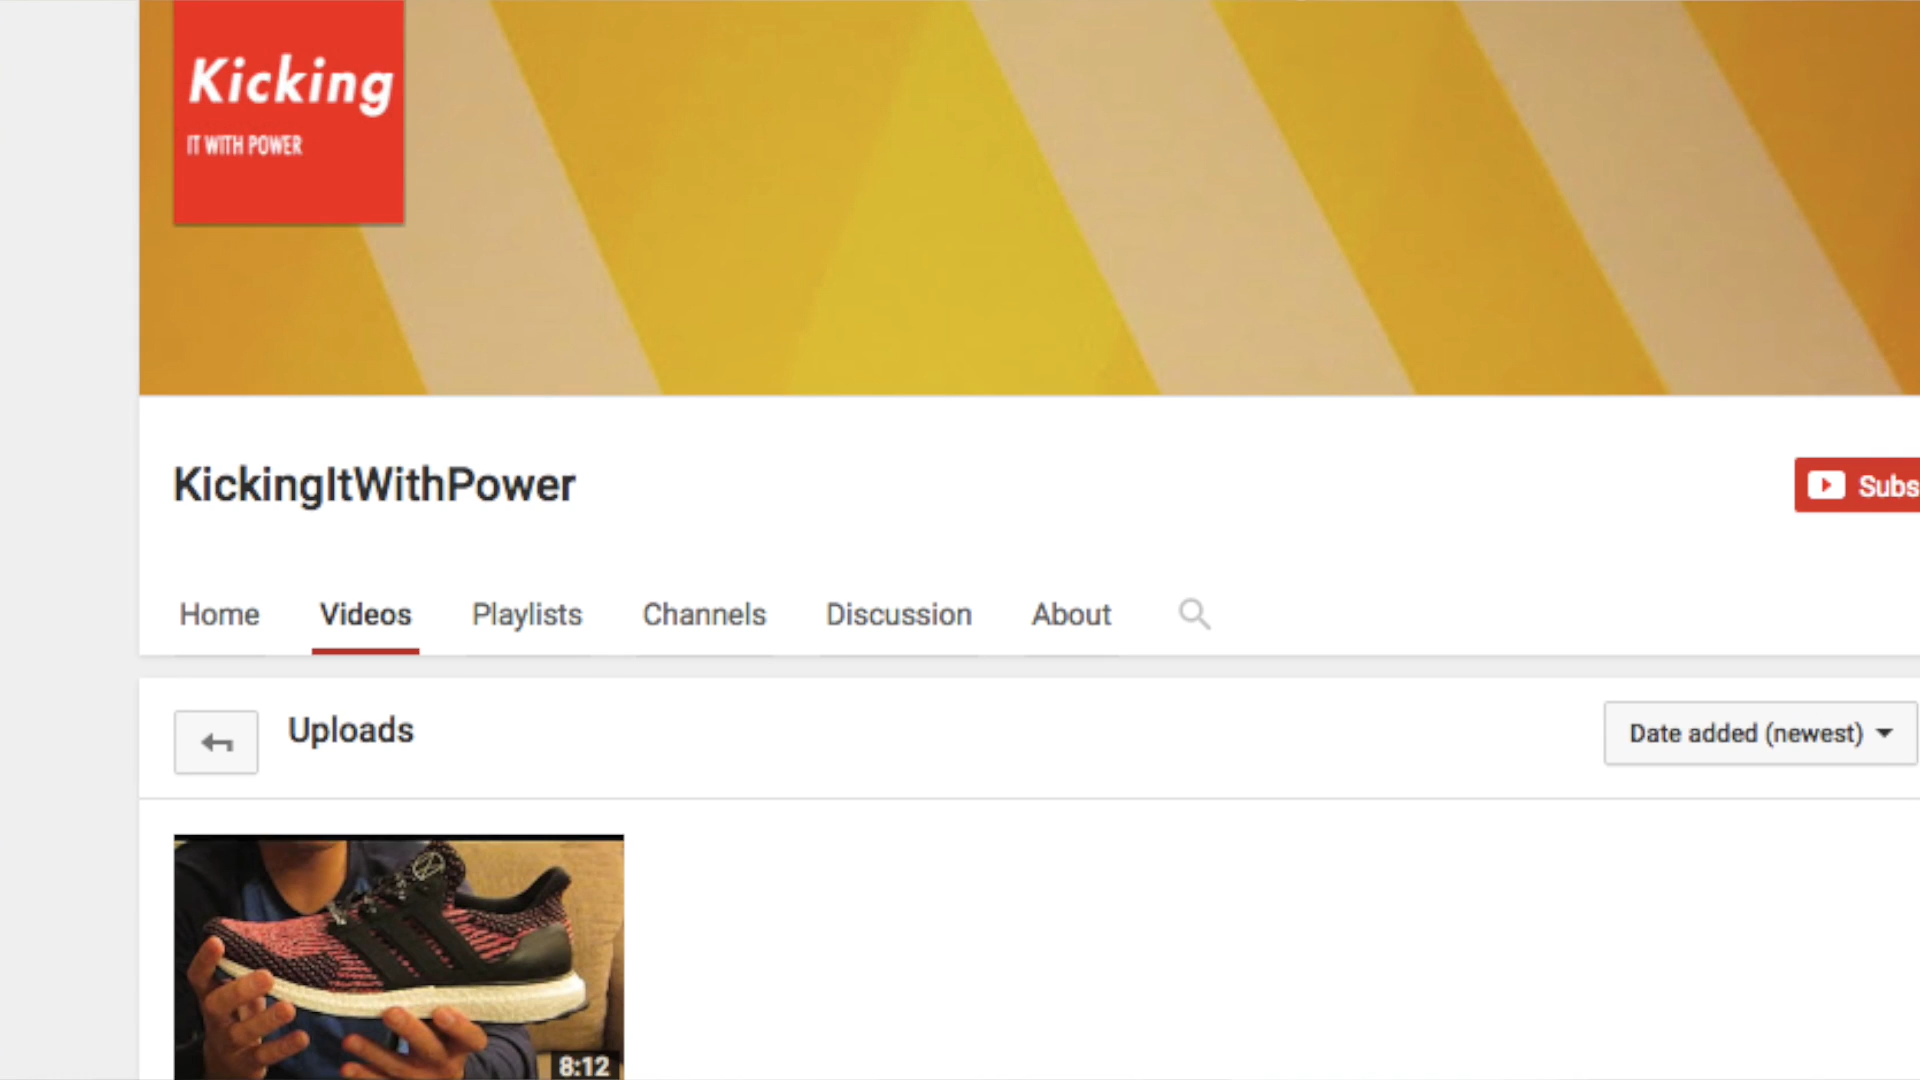 Kicking
IT WITH POWER
KickingItWithPower
Subs
Home Videos Playlists Channels Discussion About
Uploads
Date added (newest)
8:12